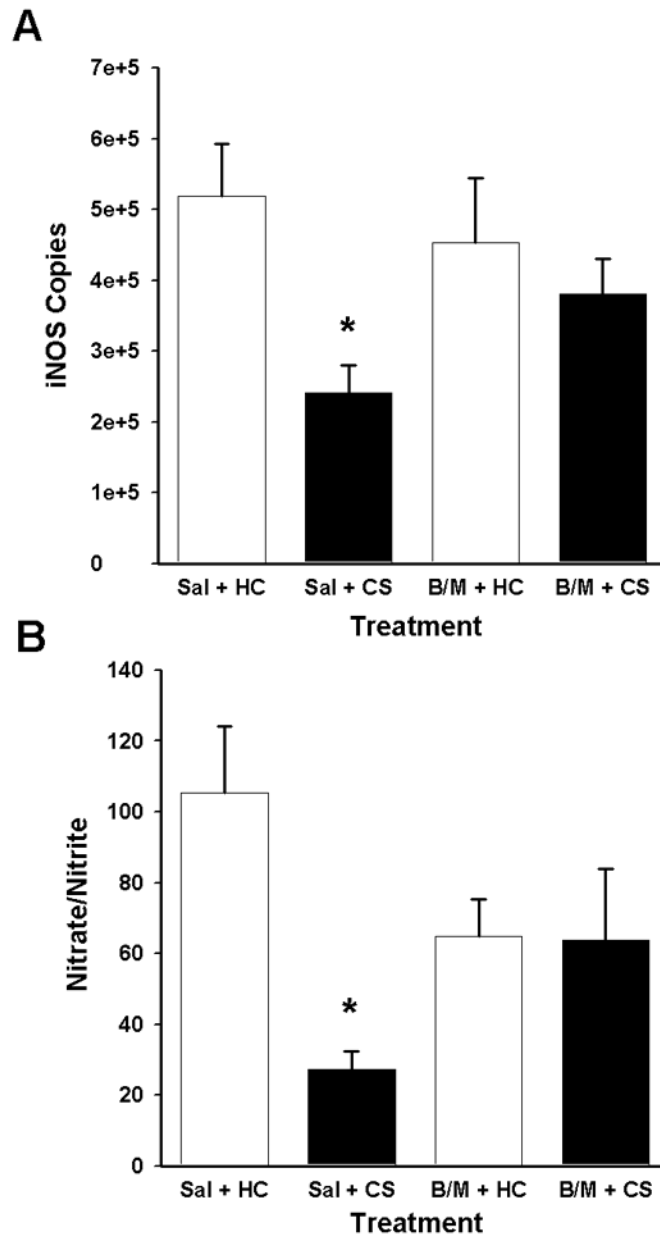 A
7e+5
6e+5
5e+5
4e+5
3e+5
2e+5
1e+5
0
iNOS Copies
*
Sal + HC Sal + CS B/M + HC B/M + CS
Treatment
B
140
120
100
80
60
40
20
0
Nitrate/Nitrite
*
Sal + HC Sal + CS B/M + HC B/M + CS
Treatment